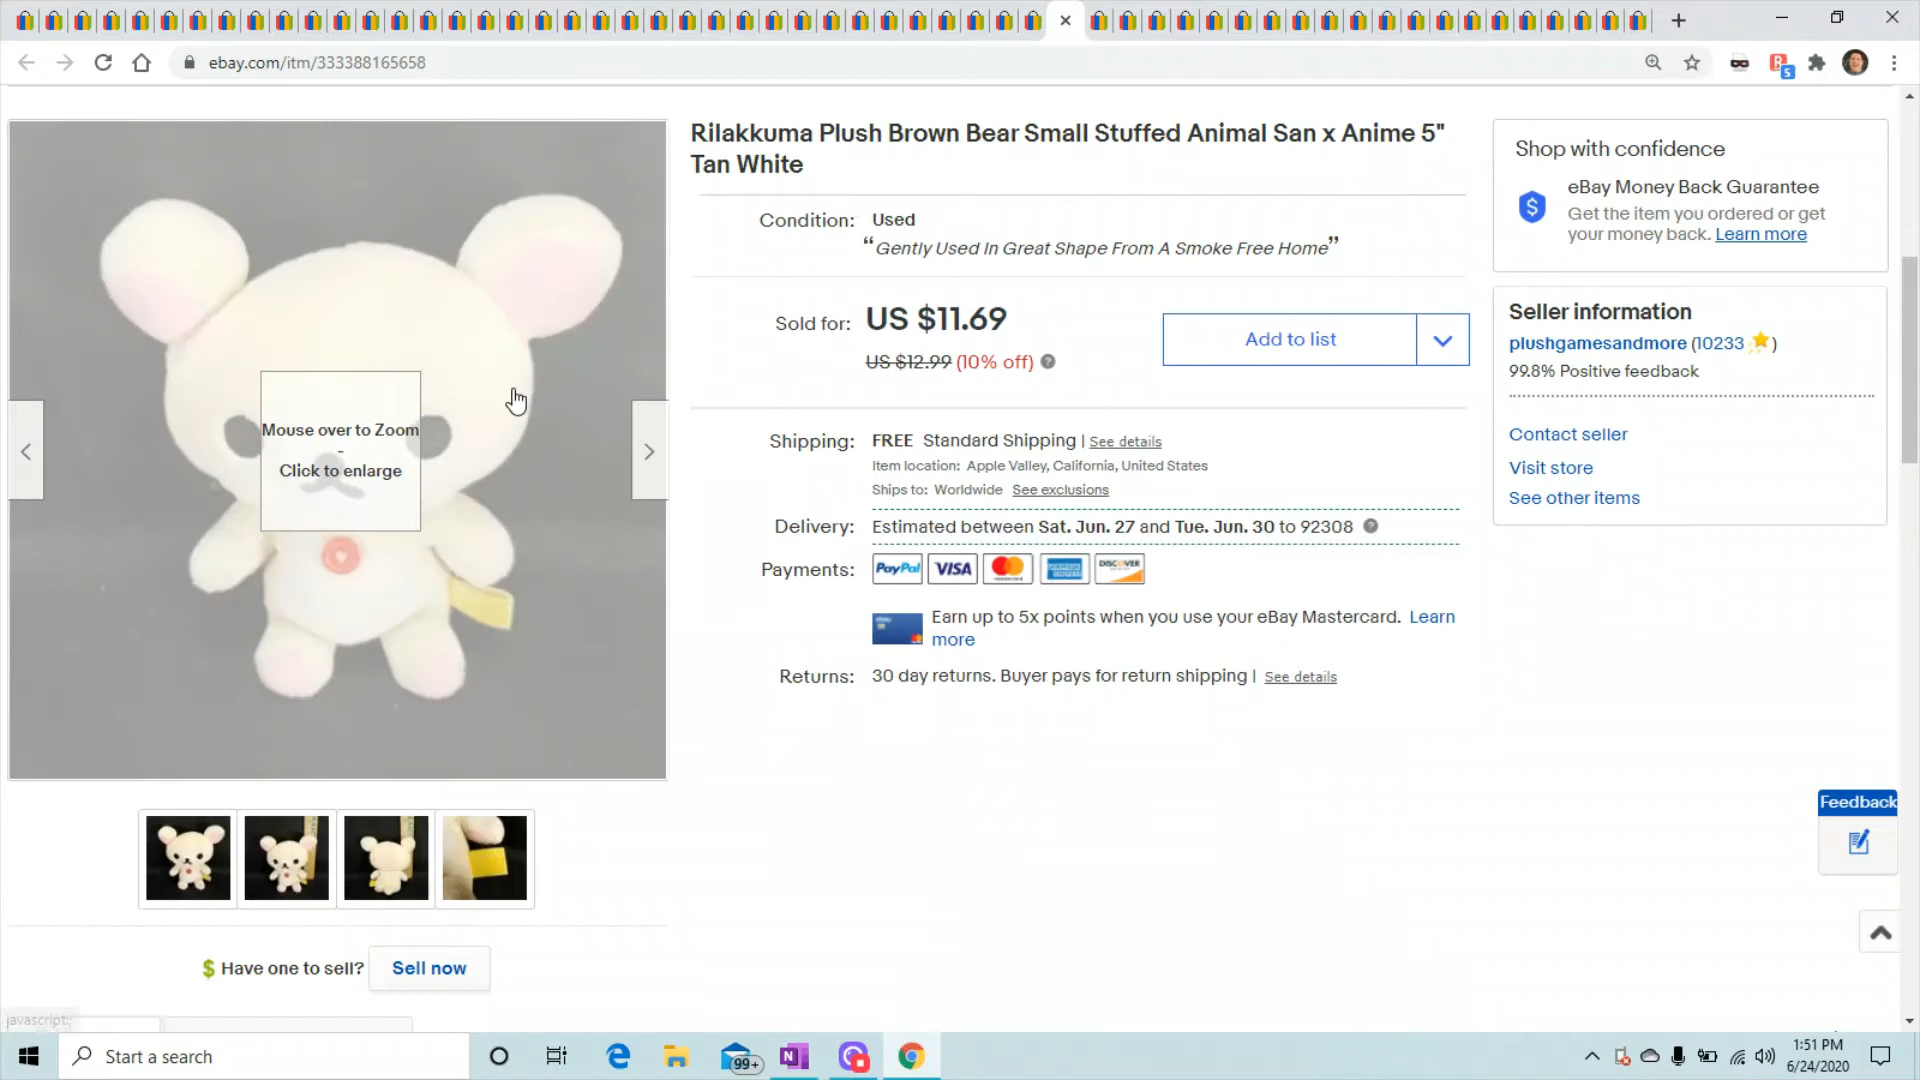 ebay.com/itm/333388165658
5
Rilakkuma Plush Brown Bear Small Stuffed Animal San x Anime 5"
Tan White
Condition: Used
“Gently Used In Great Shape From A Smoke Free Home”
Sold for: US $11.69
US $12.99 (10% off)
Add to list
Shipping: FREE Standard Shipping | See details
Item location: Apple Valley, California, United States
Ships to: Worldwide See exclusions
Delivery: Estimated between Sat. Jun. 27 and Tue. Jun. 30 to 92308
Payments: PayPal VISA DISCOVER
Earn up to 5x points when you use your eBay Mastercard. Learn
more
Returns: 30 day returns. Buyer pays for return shipping | See details
Shop with confidence
eBay Money Back Guarantee
Get the item you ordered or get
your money back. Learn more
Seller information
plushgamesandmore (10233)
99.8% Positive feedback
Contact seller
Visit store
See other items
Mouse over to Zoom
-
Click to enlarge
$ Have one to sell? Sell now
Feedback
javascript:;
Start a search
99+
N
1:51 PM
6/24/2020